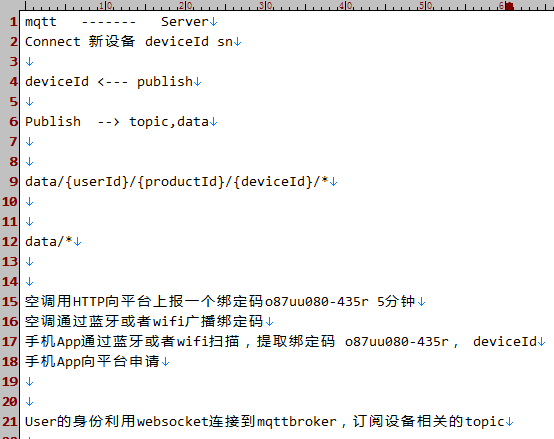 1 mqtt ------- Server
2 Connect 新设备 deviceId sn
3
4 deviceId <--- publish
5
6 Publish --> topic,data
7
8
9 data/{userId}/{productId}/{deviceId}/*
10
11
12 data/*
13
14
15 空调用HTTP向平台上报一个绑定码o87uu080-435r 5分钟
16 空调通过蓝牙或者wifi广播绑定码
17 手机App通过蓝牙或者wifi扫描，提取绑定码 o87uu080-435r， deviceId
18 手机App向平台申请
19
20
21 User的身份利用websocket连接到mqttbroker，订阅设备相关的topic